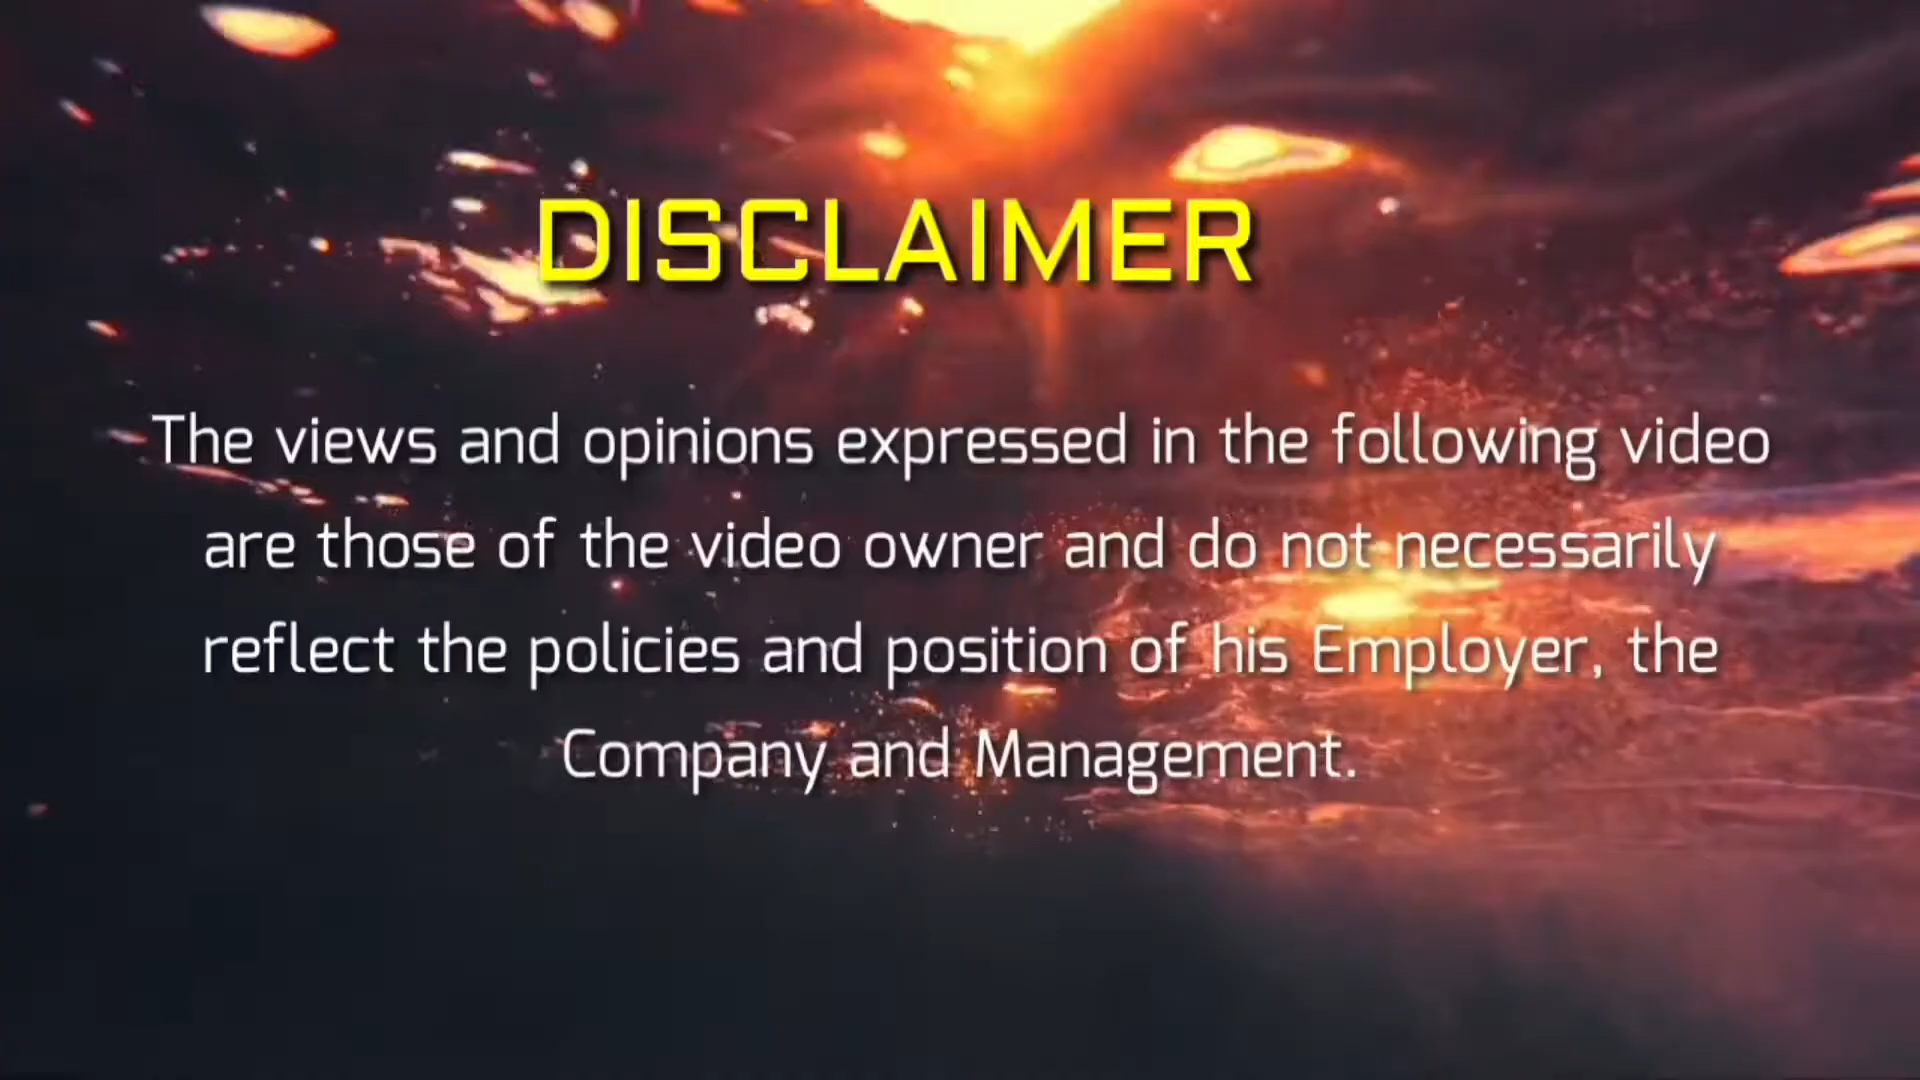 DISCLAIMER
The views and opinions expressed in the following video
are those of the video owner and do not necessarily
reflect the policies and position of his Employer, the
Company and Management.